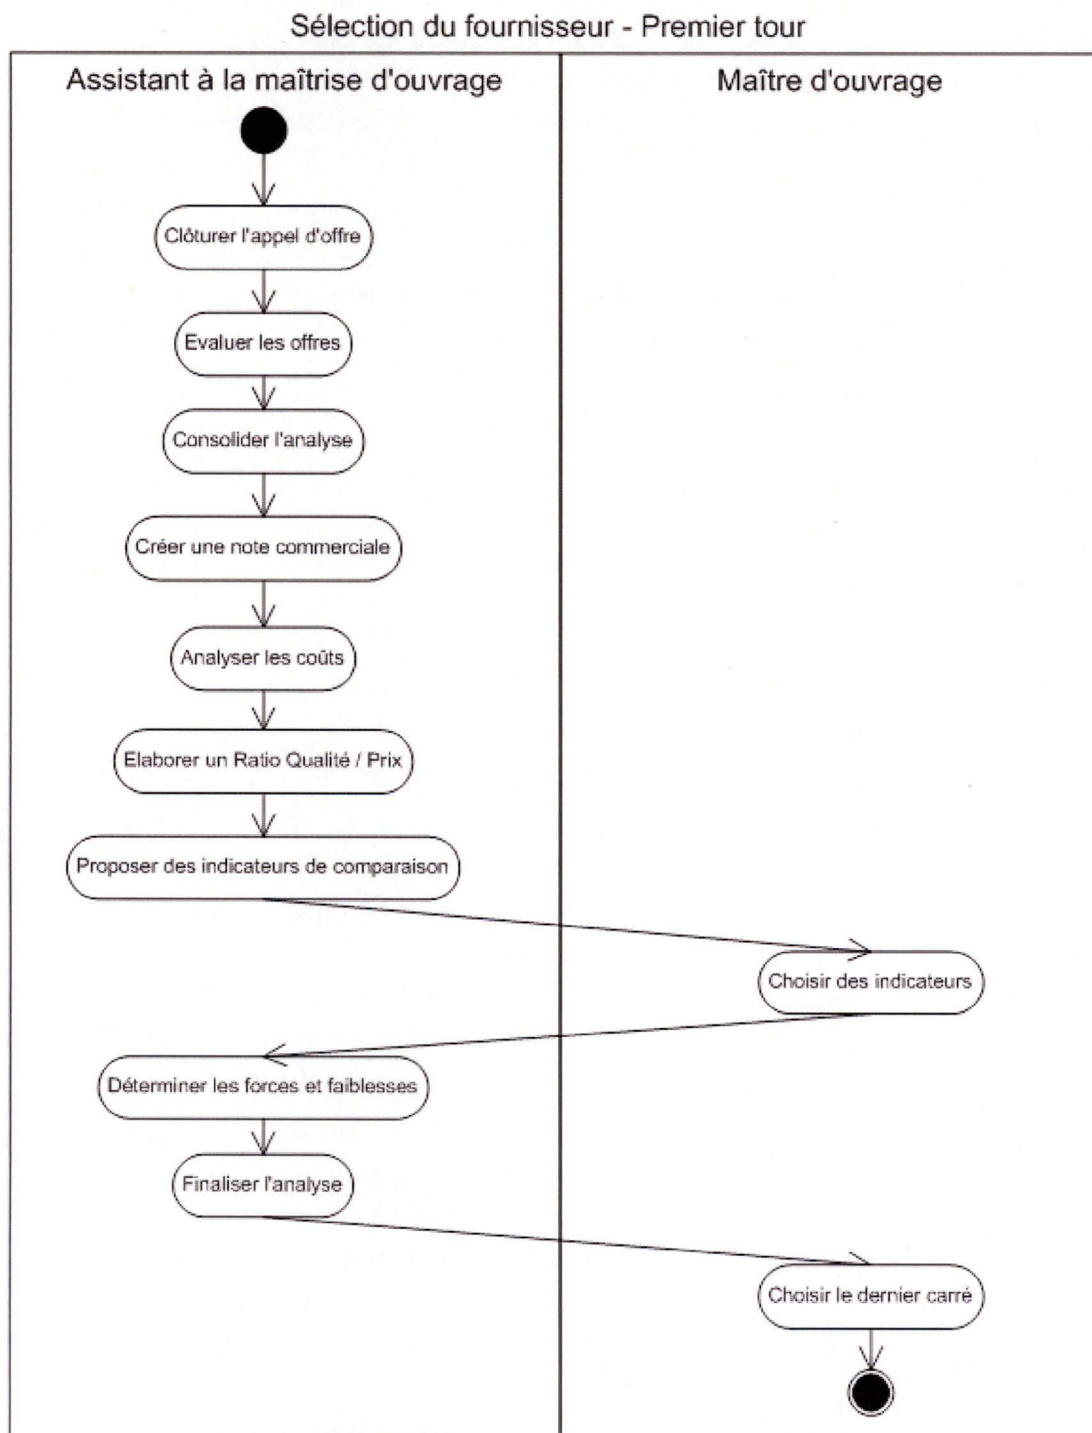 Sélection du fournisseur - Premier tour
Assistant à la maîtrise d'ouvrage
Maître d'ouvrage
Clôturer l'appel d'offre
Evaluer les offres
Consolider l'analyse
Créer une note commerciale
Analyser les coûts
Elaborer un Ratio Qualité / Prix
Proposer des indicateurs de comparaison
Choisir des indicateurs
Déterminer les forces et faiblesses
Finaliser l'analyse
Choisir le dernier carré